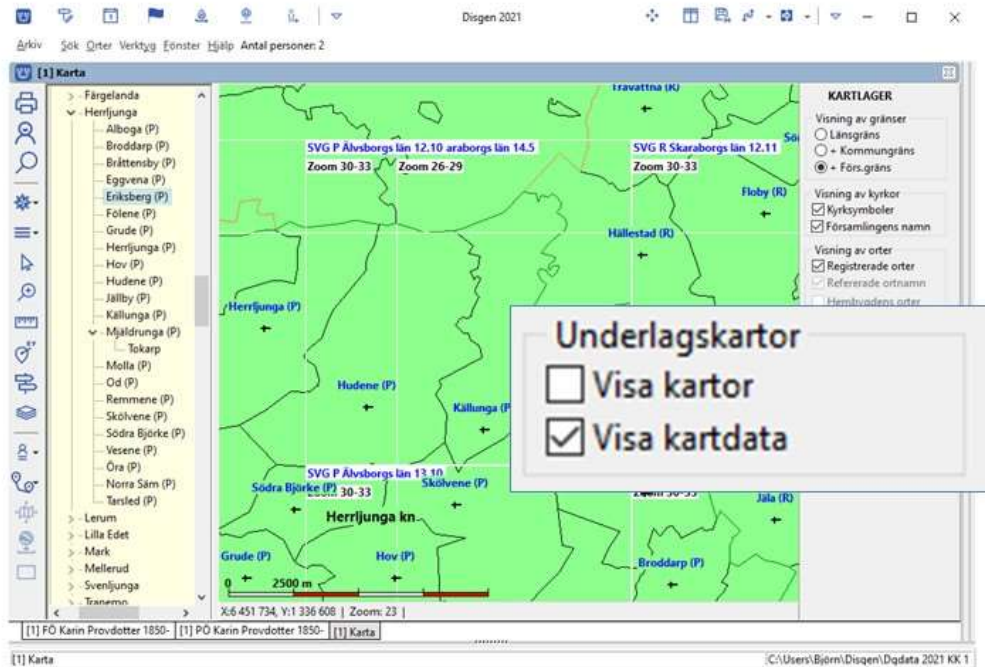 Disgen 2021
Arkiv Sök Orter Verktyg Fönster Hjälp Antal personer: 2
[1] Karta
Färgelanda
Herrljunga
Alboga (P)
Broddarp (P)
Bråttensby (P)
Eggvena (P)
Eriksberg (P)
Fölene (P)
Grude (P)
Herrljunga (P)
Hov (P)
Hudene (P)
Jällby (P)
Källunga (P)
Mjäldrunga (P)
Tokarp
Molla (P)
Od (P)
Remmene (P)
Skölvene (P)
Södra Björke (P)
Vesene (P)
Öra (P)
Norra Säm (P)
Tarsled (P)
Lerum
Lilla Edet
Mark
Mellerud
Svenljunga
Tranemo
Travattna (R)
SVG P Älvsborgs län 12.10 araborgs län 14.5
Zoom 30-33 Zoom 26-29
SVG R Skaraborgs län 12.11
Zoom 30-33
Sö
Floby (R)
Hällestad (R)
Herrljunga (P)
Hudene (P)
Källunga (P
SVG P Älvsborgs län 13.10
Zoom 30-33
Södra Björke (P)
Skölvene (P)
Zoom 30-33
Jäla (R)
Herrljunga kn
Grude (P)
Hov (P)
Broddarp (P)
0 2500 m
X:6 451 734, Y:1 336 608 | Zoom: 23 |
KARTLAGER
Visning av gränser
Länsgräns
+ Kommungräns
+ Förs.gräns
Visning av kyrkor
Kyrksymboler
Församlingens namn
Visning av orter
Registrerade orter
Refererade ortnamn
Hembygdens orter
Underlagskartor
Visa kartor
Visa kartdata
[1] FÖ Karin Provdotter 1850- [1] PÖ Karin Provdotter 1850- [1] Karta
[1] Karta
C:\Users\Björn\Disgen\Dgdata 2021 KK 1